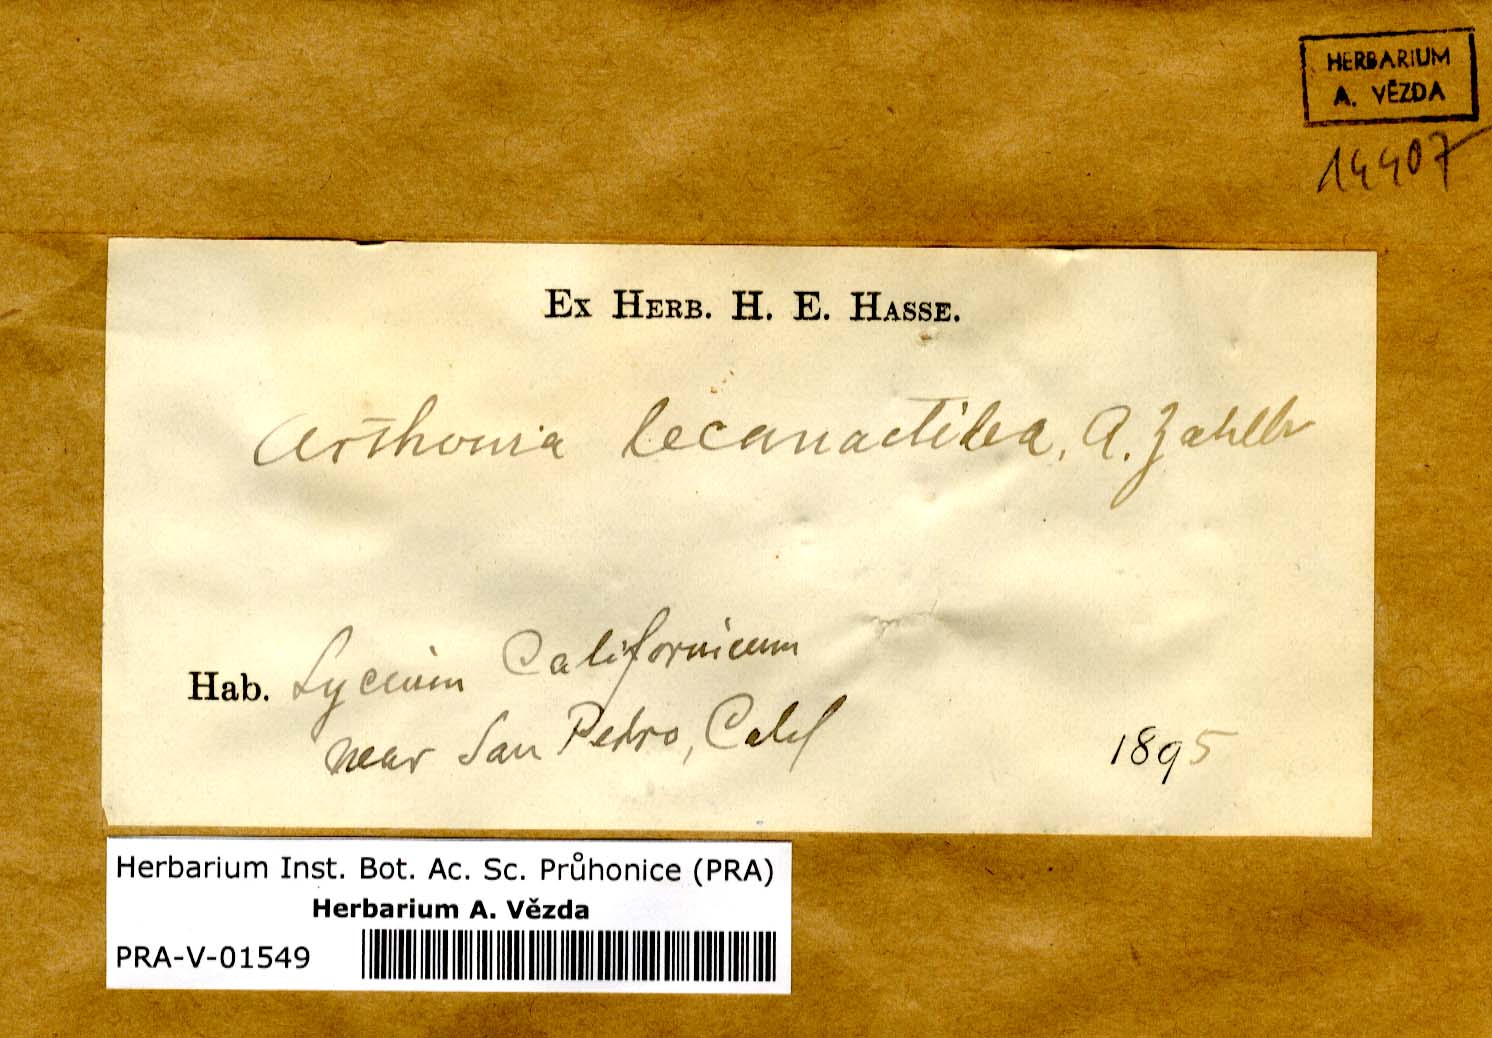 HERBARIUM
A. VĚZDA
14407
Ex Herb. H. E. Hasse.
Arthonia lecanactidea, A. Zahlbr
Hab. Lycium Californicum
near San Pedro, Calif
1895
Herbarium Inst. Bot. Ac. Sc. Průhonice (PRA)
Herbarium A. Vězda
PRA-V-01549